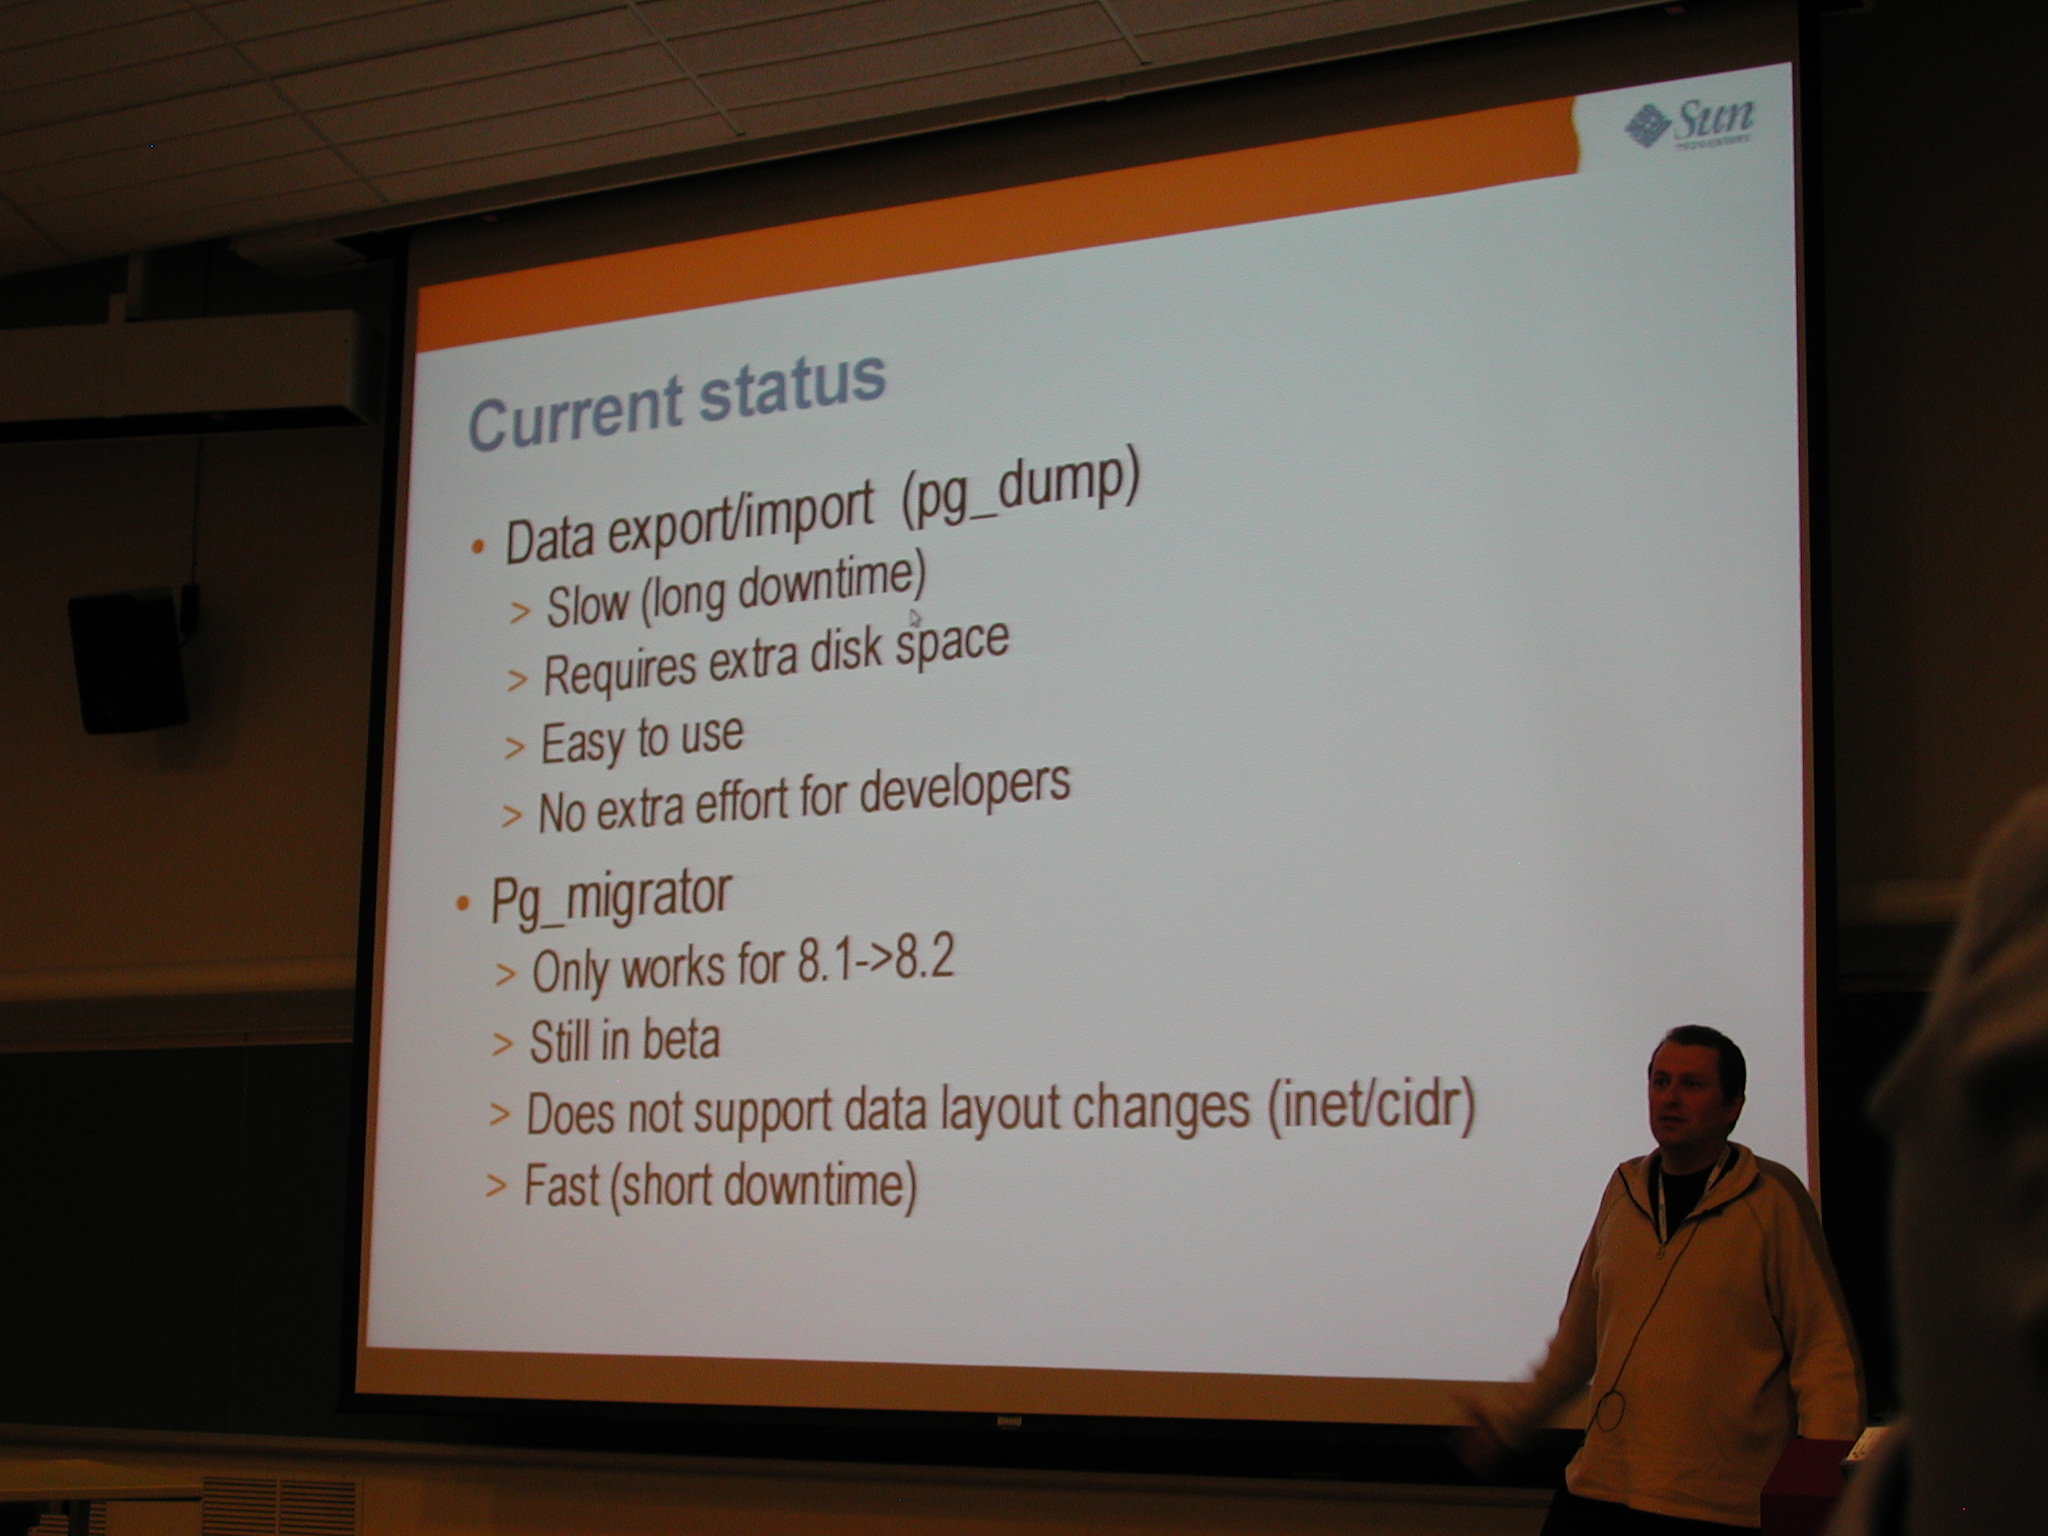 Sun
Current status
• Data export/import (pg_dump)
> Slow (long downtime)
> Requires extra disk space
> Easy to use
> No extra effort for developers
• Pg_migrator
> Only works for 8.1->8.2
> Still in beta
> Does not support data layout changes (inet/cidr)
> Fast (short downtime)